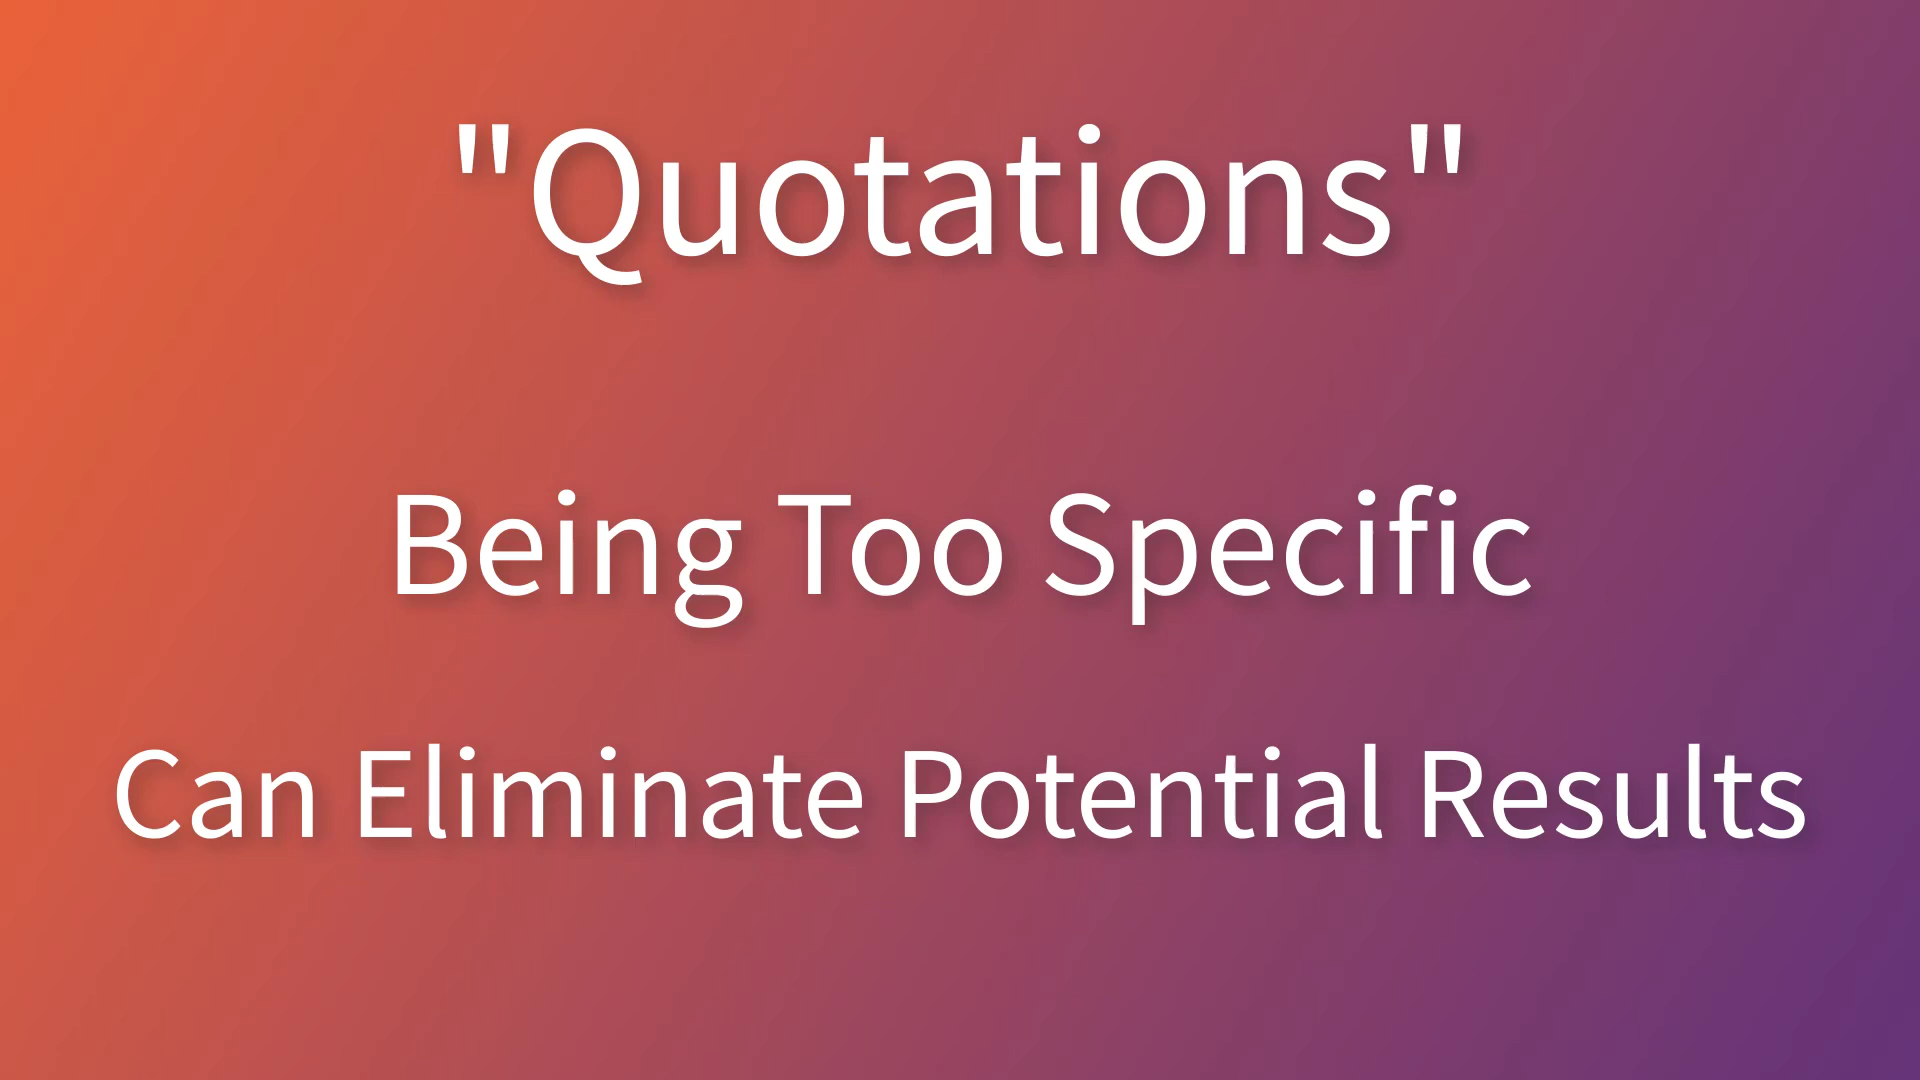 "Quotations"
Being Too Specific
Can Eliminate Potential Results